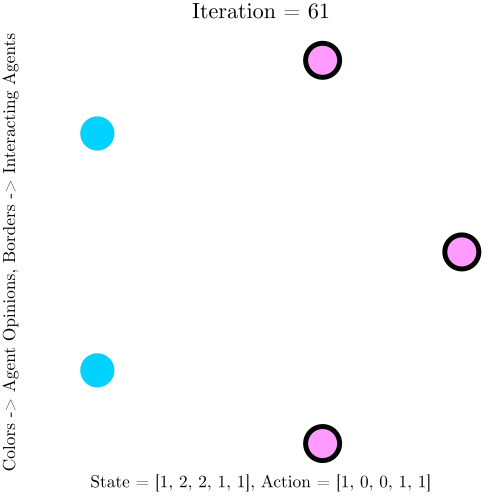 Iteration = 61
Colors -> Agent Opinions, Borders -> Interacting Agents
State = [1, 2, 2, 1, 1], Action = [1, 0, 0, 1, 1]